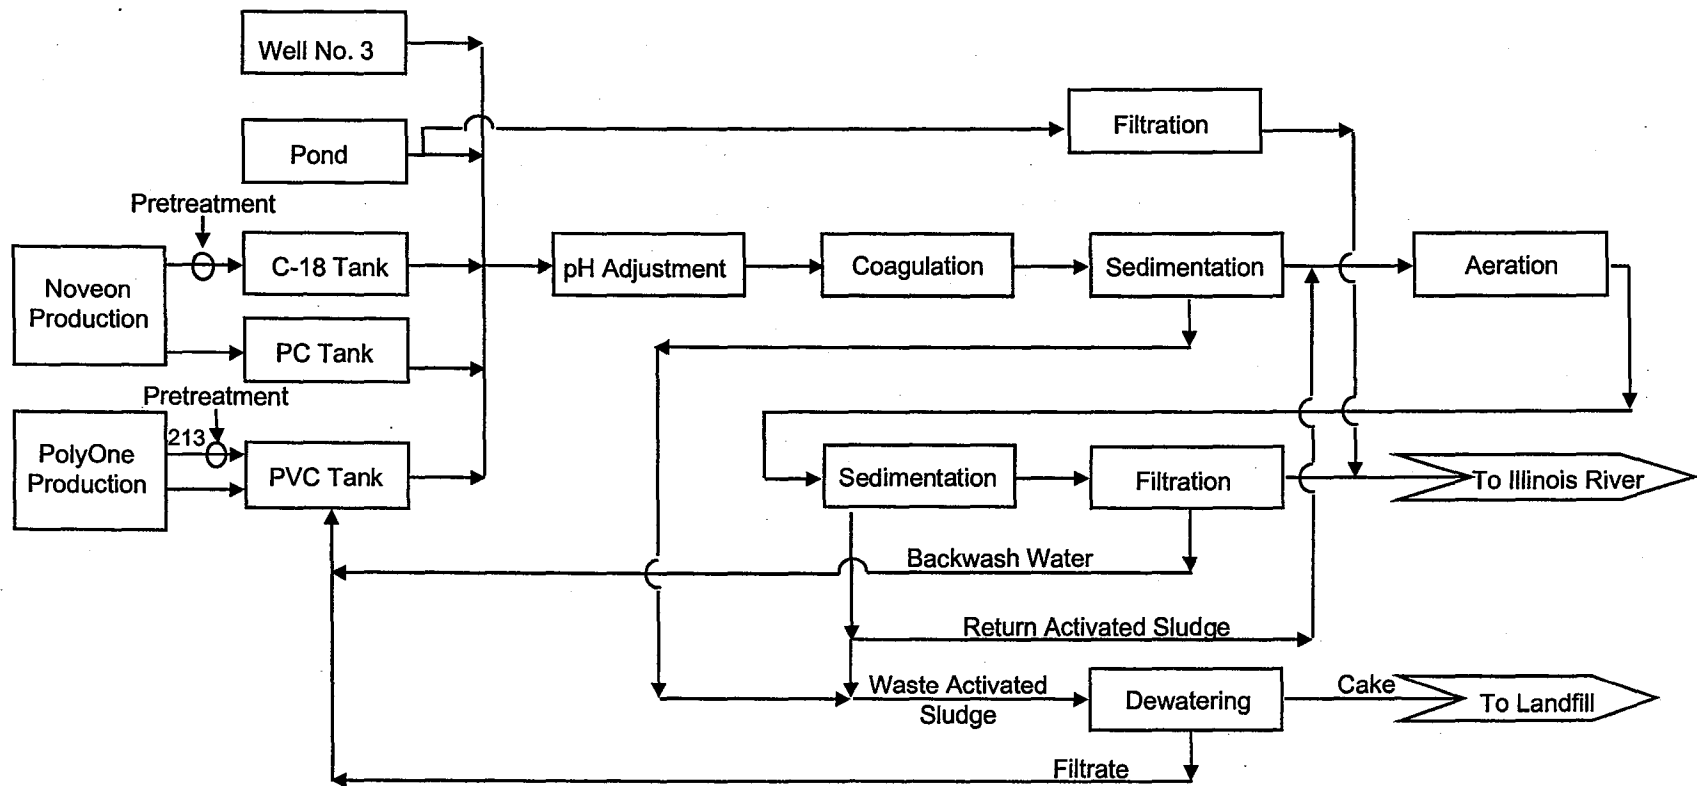 Well No. 3
Filtration
Pond
Pretreatment
Noveon
Production
C-18 Tank
pH Adjustment
Coagulation
Sedimentation
Aeration
PC Tank
Pretreatment
PolyOne
Production
213
PVC Tank
Sedimentation
Filtration
To Illinois River
Backwash Water
Return Activated Sludge
Waste Activated
Sludge
Dewatering
Cake
To Landfill
Filtrate